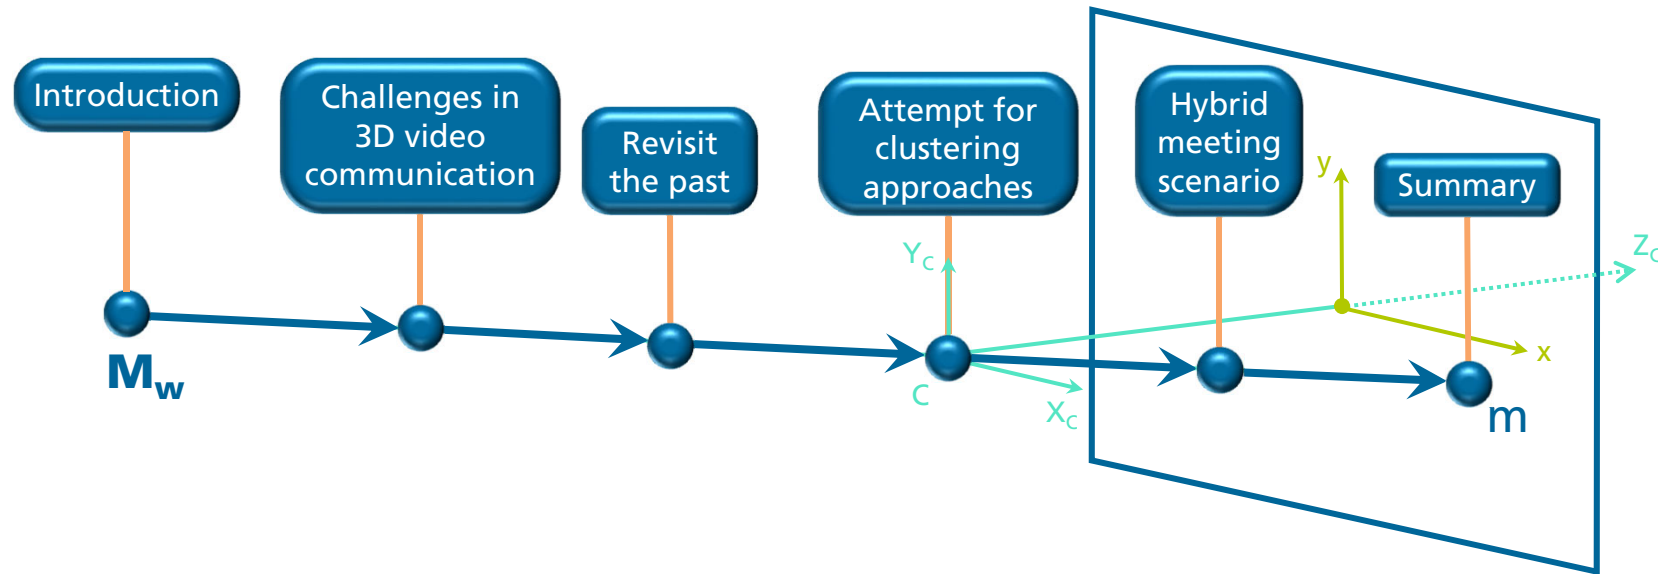 Introduction
Challenges in
3D video
communication
Revisit
the past
Attempt for
clustering
approaches
Hybrid
meeting
scenario
Summary
y
x
Y_C
X_C
Z_C
C
M_w
m